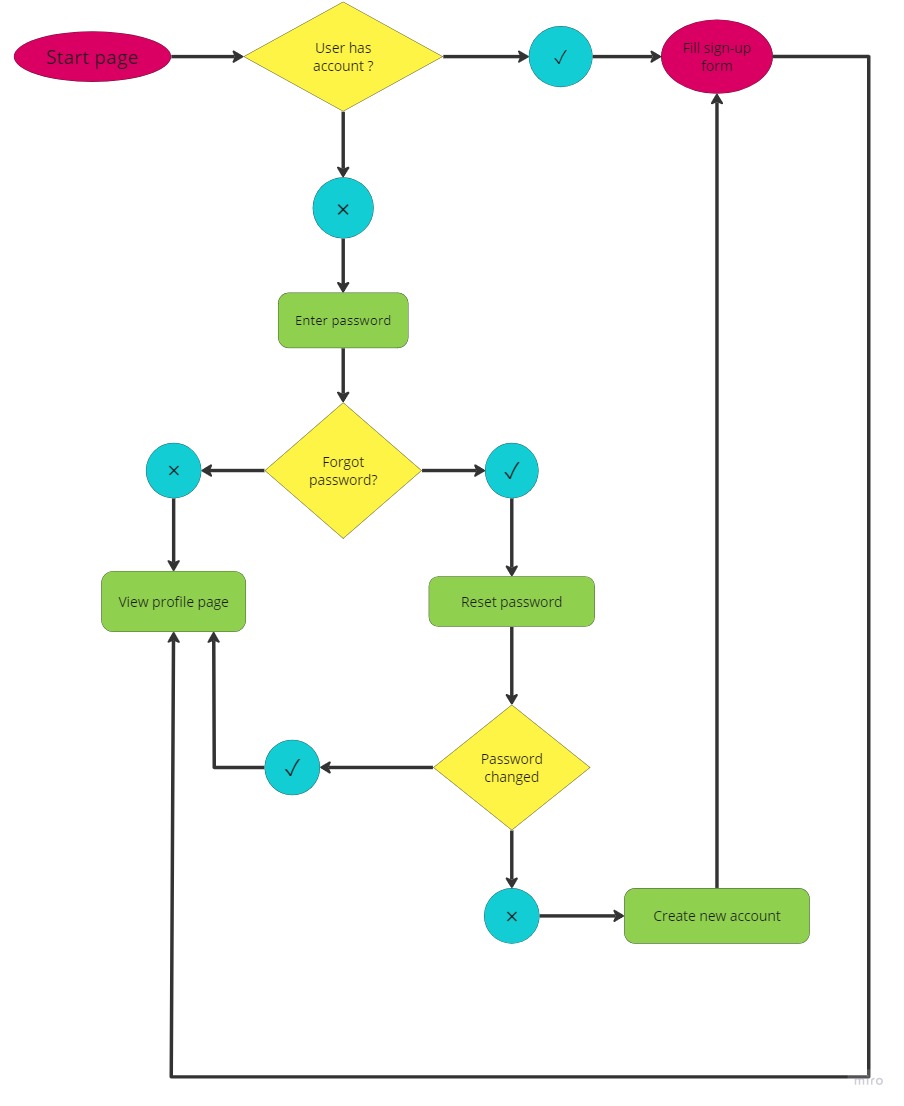 Start page
User has
account ?
✓
Fill sign-up
form
×
Enter password
×
Forgot
password?
✓
View profile page
Reset password
✓
Password
changed
×
Create new account
miro